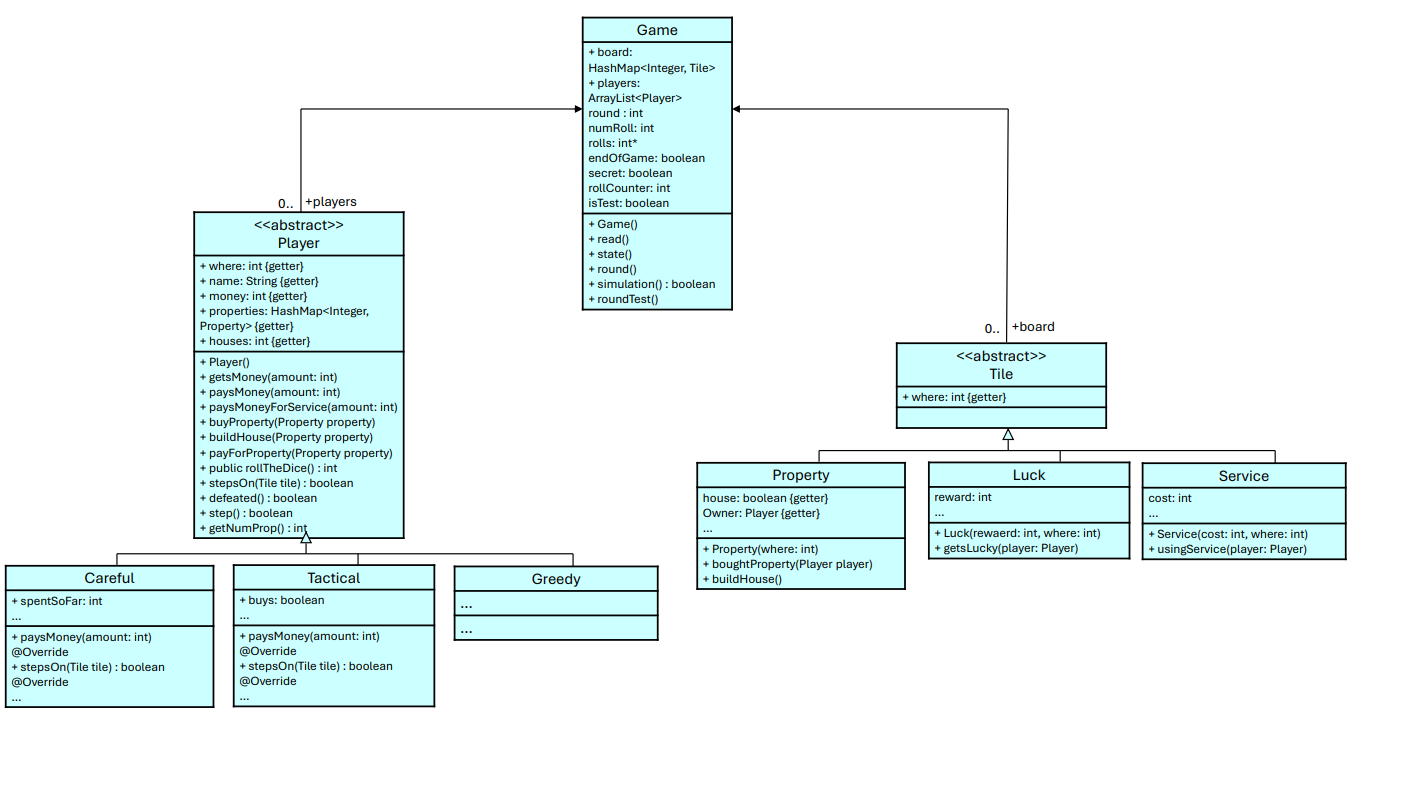 Game
+ board:
HashMap<Integer, Tile>
+ players:
ArrayList<Player>
round : int
numRoll: int
rolls: int*
endOfGame: boolean
secret: boolean
rollCounter: int
isTest: boolean
+ Game()
+ read()
+ state()
+ round()
+ simulation() : boolean
+ roundTest()
0.. +players
<<abstract>>
Player
+ where: int {getter}
+ name: String {getter}
+ money: int {getter}
+ properties: HashMap<Integer,
Property> {getter}
+ houses: int {getter}
+ Player()
+ getsMoney(amount: int)
+ paysMoney(amount: int)
+ paysMoneyForService(amount: int)
+ buyProperty(Property property)
+ buildHouse(Property property)
+ payForProperty(Property property)
+ public rollTheDice() : int
+ stepsOn(Tile tile) : boolean
+ defeated() : boolean
+ step() : boolean
+ getNumProp() : int
0.. +board
<<abstract>>
Tile
+ where: int {getter}
Property
house: boolean {getter}
Owner: Player {getter}
...
+ Property(where: int)
+ boughtProperty(Player player)
+ buildHouse()
Luck
reward: int
...
+ Luck(rewaerd: int, where: int)
+ getsLucky(player: Player)
Service
cost: int
...
+ Service(cost: int, where: int)
+ usingService(player: Player)
Careful
+ spentSoFar: int
...
+ paysMoney(amount: int)
@Override
+ stepsOn(Tile tile) : boolean
@Override
...
Tactical
+ buys: boolean
...
+ paysMoney(amount: int)
@Override
+ stepsOn(Tile tile) : boolean
@Override
...
Greedy
...
...